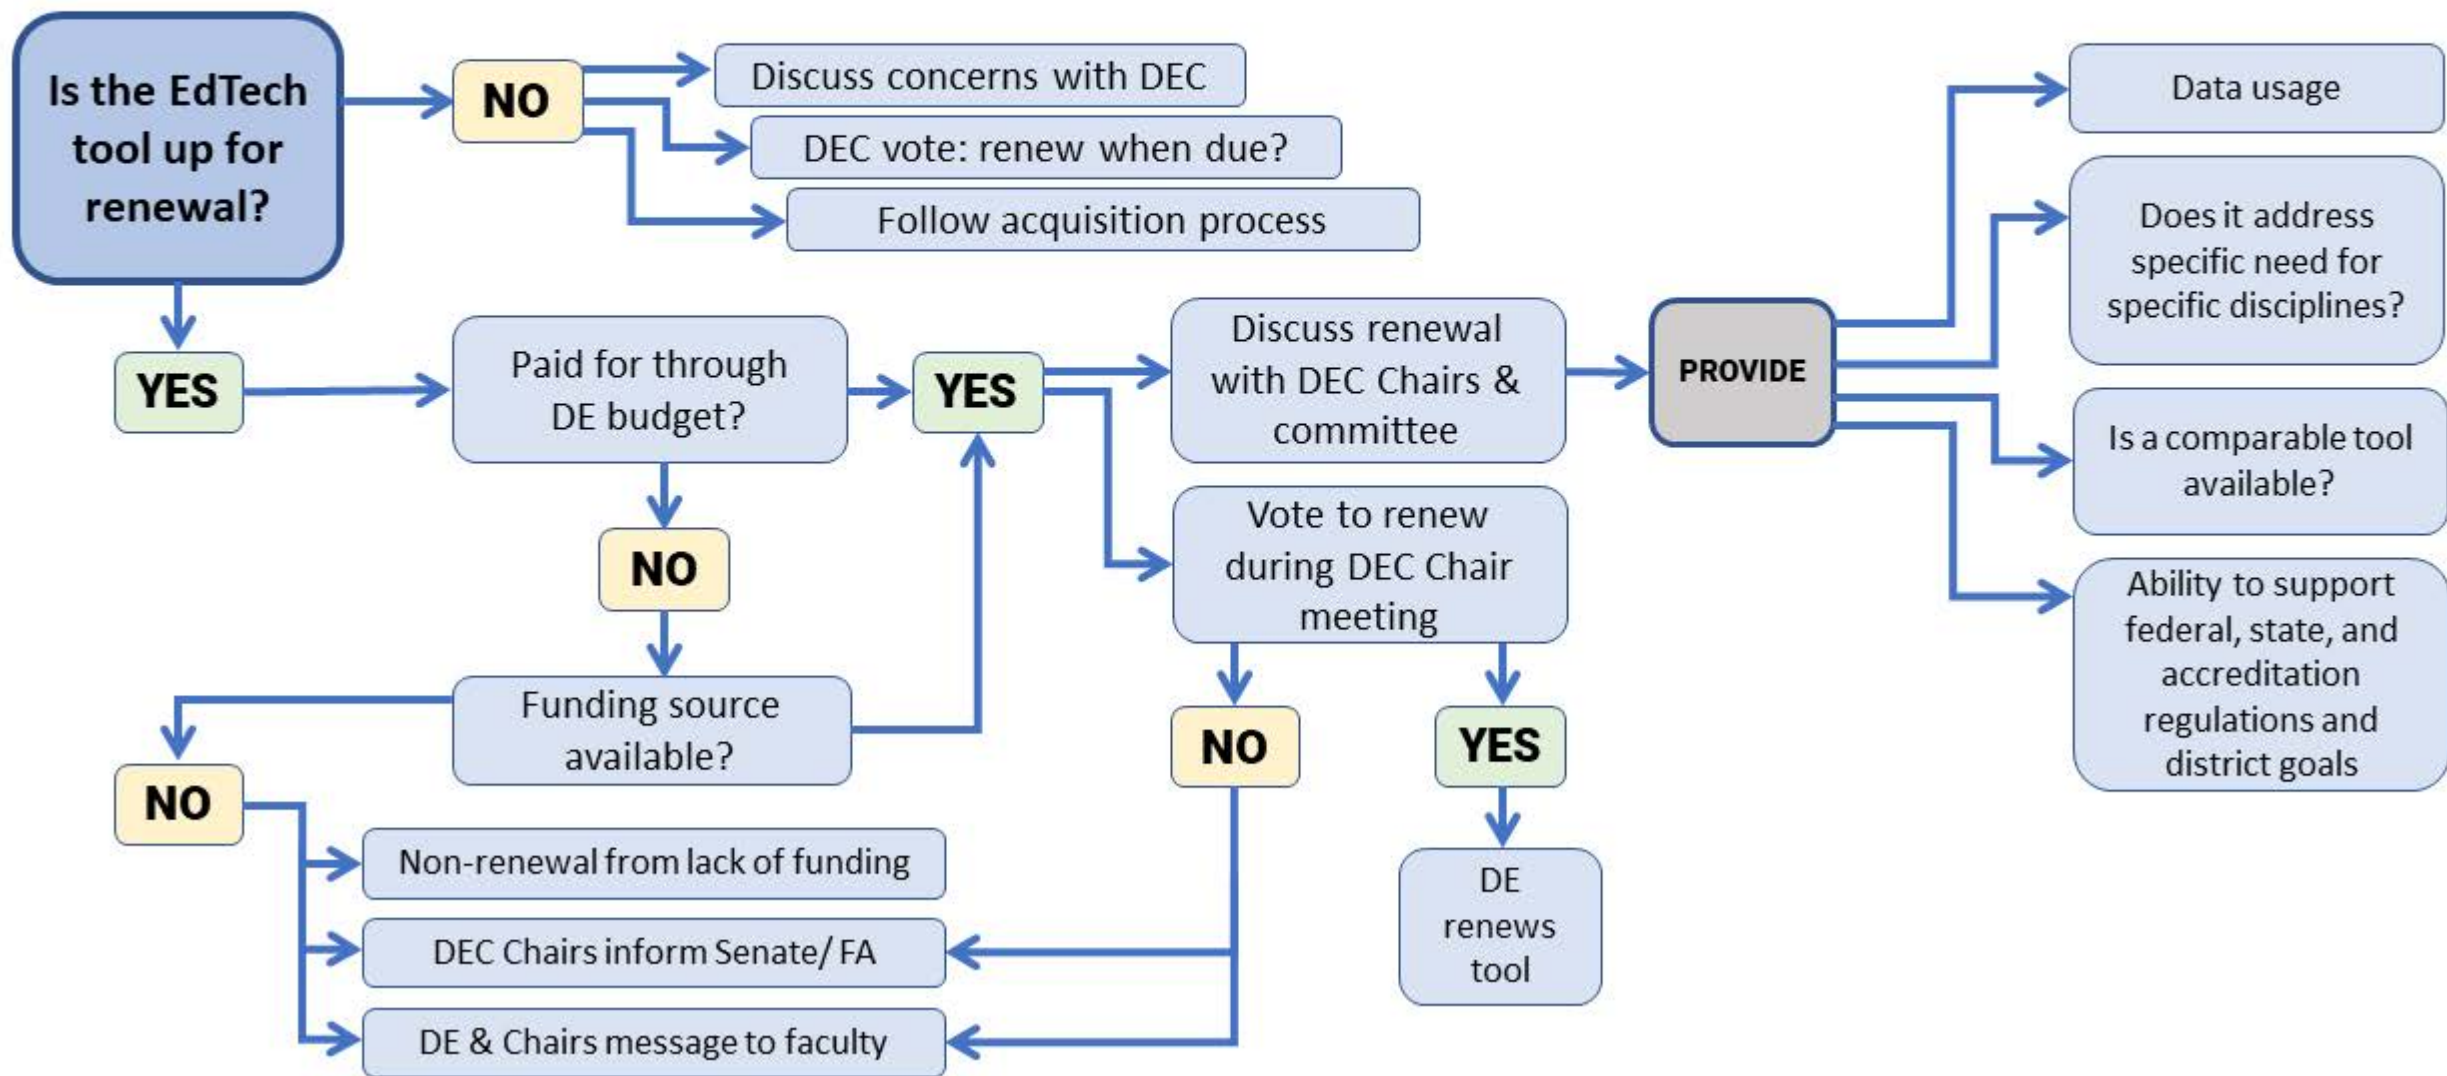 Is the EdTech
tool up for
renewal?
NO
Discuss concerns with DEC
DEC vote: renew when due?
Follow acquisition process
YES
Paid for through
DE budget?
YES
Discuss renewal
with DEC Chairs &
committee
PROVIDE
Data usage
Does it address
specific need for
specific disciplines?
Is a comparable tool
available?
Ability to support
federal, state, and
accreditation
regulations and
district goals
Vote to renew
during DEC Chair
meeting
NO
Funding source
available?
NO
YES
DE
renews
tool
NO
Non-renewal from lack of funding
DEC Chairs inform Senate/ FA
DE & Chairs message to faculty